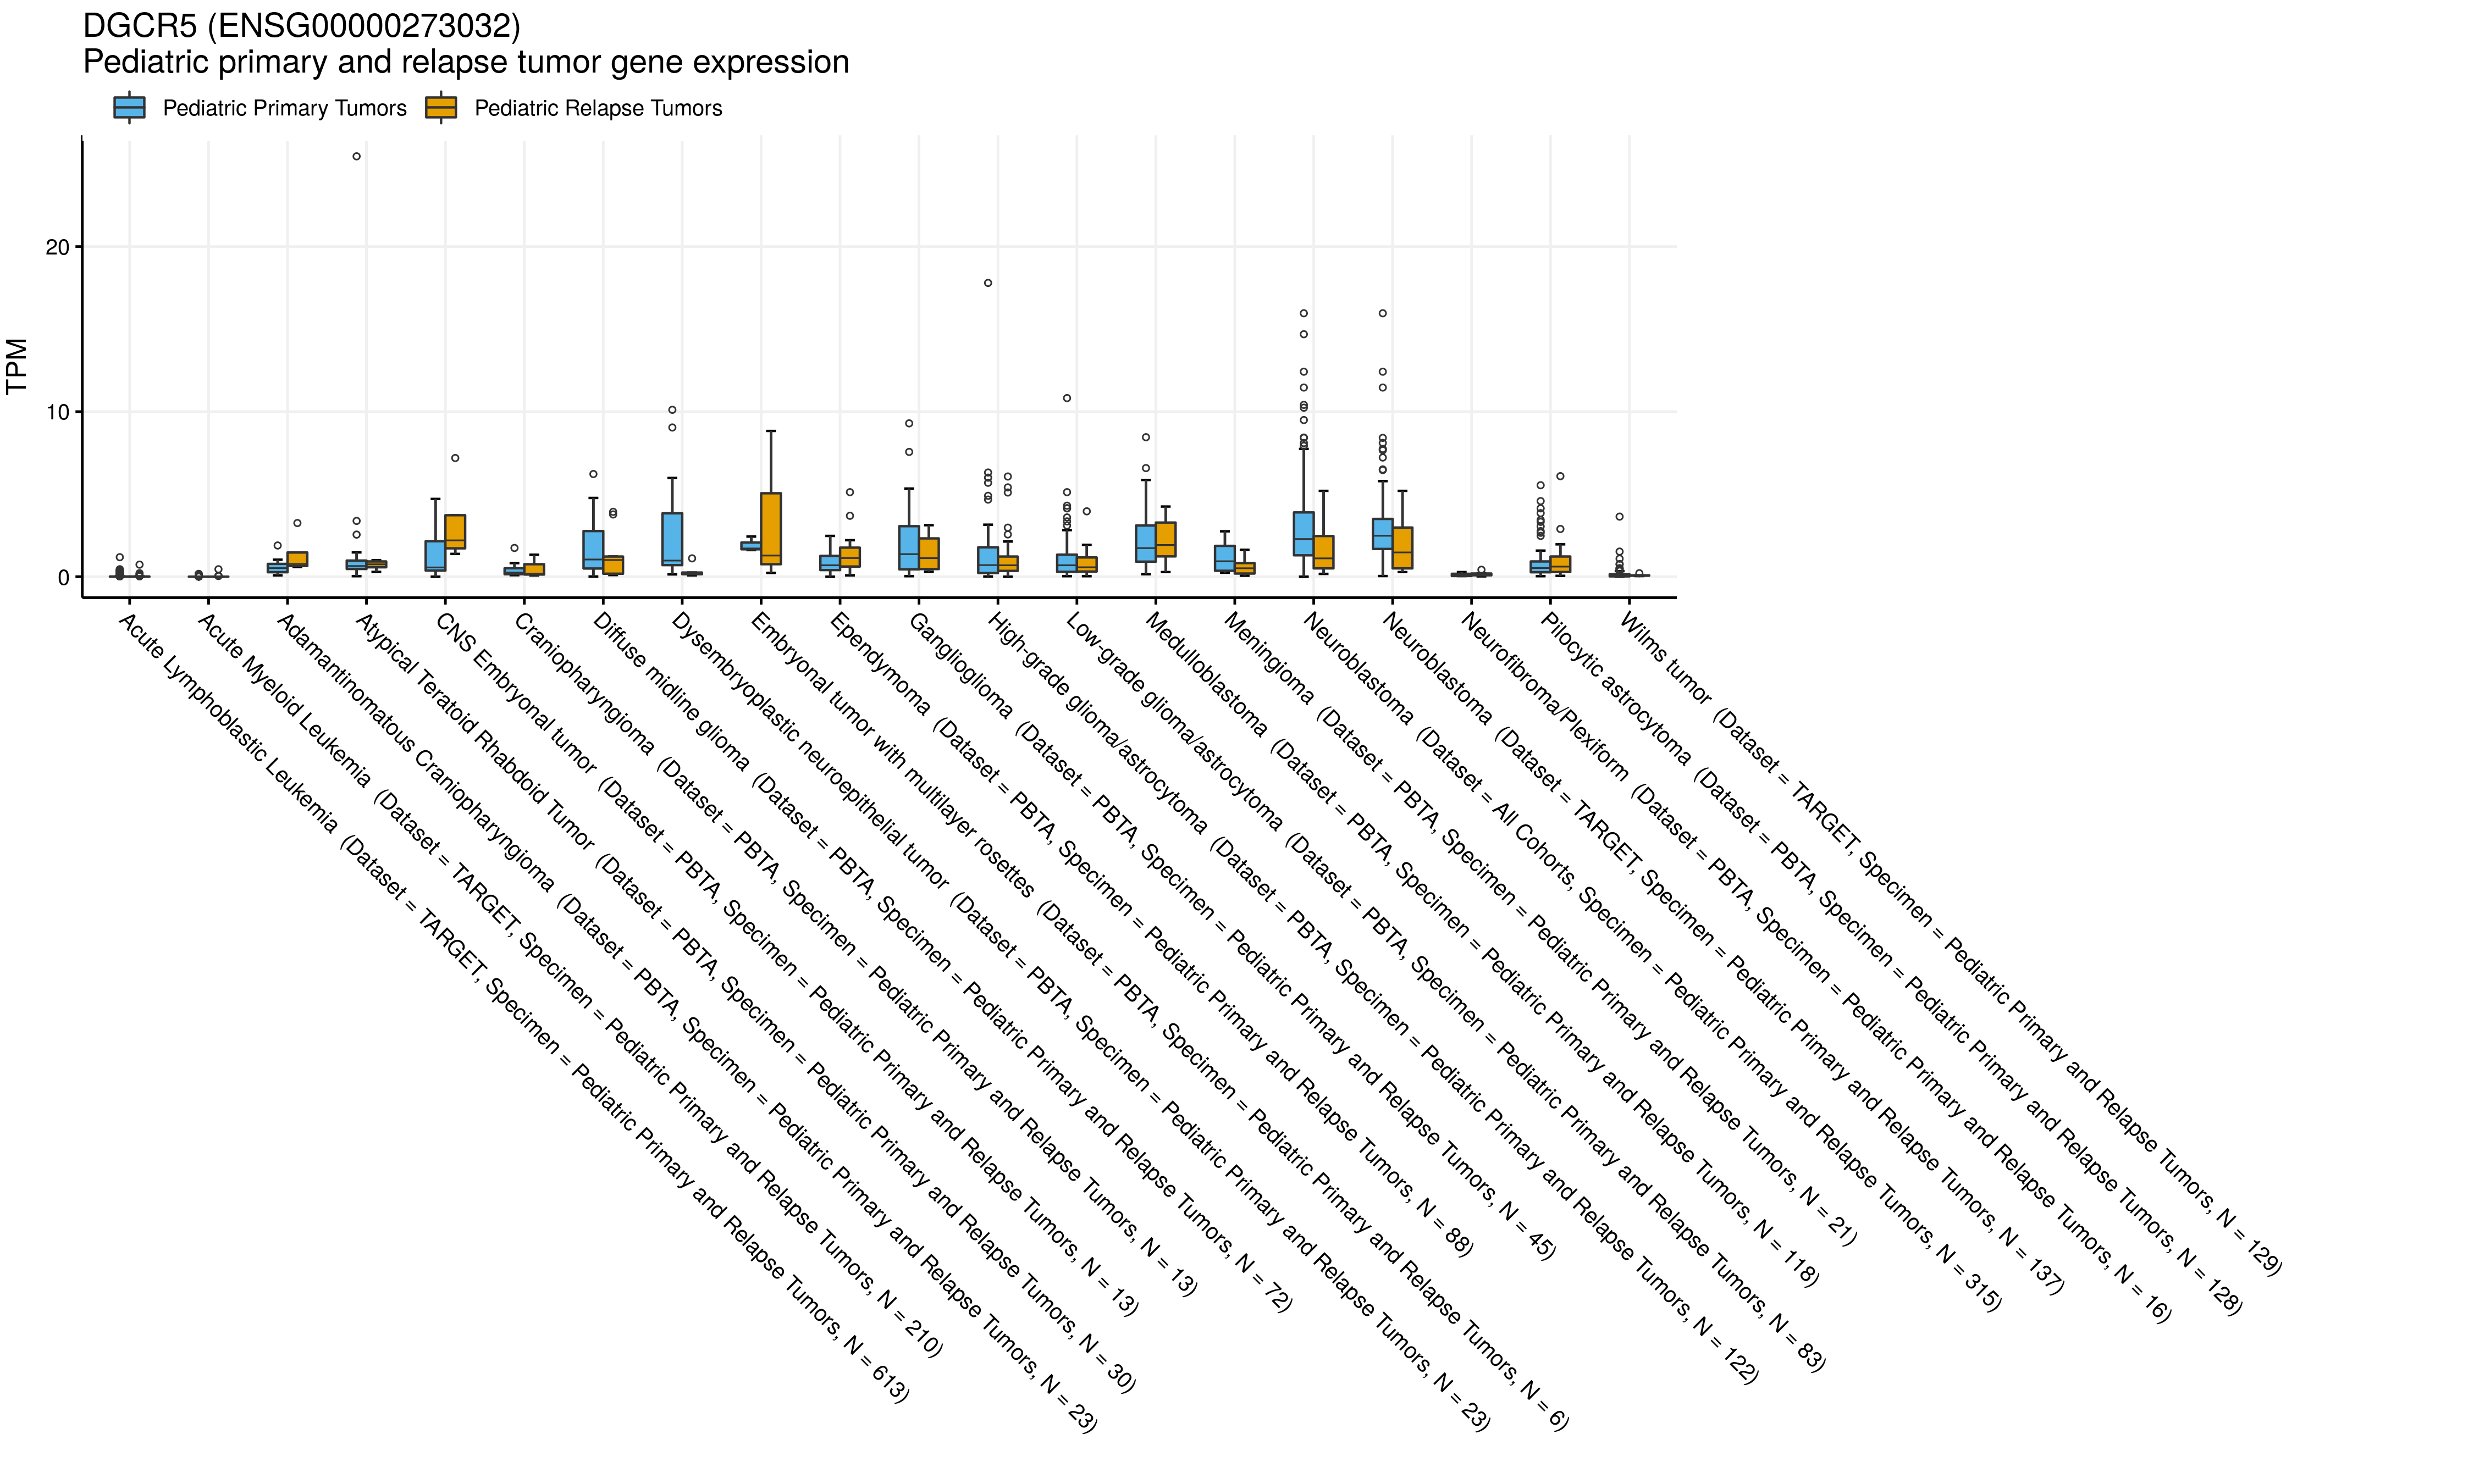 DGCR5 (ENSG00000273032)
Pediatric primary and relapse tumor gene expression
Pediatric Primary Tumors
Pediatric Relapse Tumors
TPM
20
10
0
Acute Lymphoblastic Leukemia (Dataset = TARGET, Specimen = Pediatric Primary and Relapse Tumors, N = 613)
Acute Myeloid Leukemia (Dataset = TARGET, Specimen = Pediatric Primary and Relapse Tumors, N = 210)
Adamantinomatous Craniopharyngioma (Dataset = PBTA, Specimen = Pediatric Primary and Relapse Tumors, N = 23)
Atypical Teratoid Rhabdoid Tumor (Dataset = PBTA, Specimen = Pediatric Primary and Relapse Tumors, N = 30)
CNS Embryonal tumor (Dataset = PBTA, Specimen = Pediatric Primary and Relapse Tumors, N = 13)
Craniopharyngioma (Dataset = PBTA, Specimen = Pediatric Primary and Relapse Tumors, N = 13)
Diffuse midline glioma (Dataset = PBTA, Specimen = Pediatric Primary and Relapse Tumors, N = 72)
Dysembryoplastic neuroepithelial tumor (Dataset = PBTA, Specimen = Pediatric Primary and Relapse Tumors, N = 23)
Embryonal tumor with multilayer rosettes (Dataset = PBTA, Specimen = Pediatric Primary and Relapse Tumors, N = 6)
Ependymoma (Dataset = PBTA, Specimen = Pediatric Primary and Relapse Tumors, N = 88)
Ganglioglioma (Dataset = PBTA, Specimen = Pediatric Primary and Relapse Tumors, N = 45)
High-grade glioma/astrocytoma (Dataset = PBTA, Specimen = Pediatric Primary and Relapse Tumors, N = 122)
Low-grade glioma/astrocytoma (Dataset = PBTA, Specimen = Pediatric Primary and Relapse Tumors, N = 83)
Medulloblastoma (Dataset = PBTA, Specimen = Pediatric Primary and Relapse Tumors, N = 118)
Meningioma (Dataset = PBTA, Specimen = Pediatric Primary and Relapse Tumors, N = 21)
Neuroblastoma (Dataset = All Cohorts, Specimen = Pediatric Primary and Relapse Tumors, N = 315)
Neuroblastoma (Dataset = TARGET, Specimen = Pediatric Primary and Relapse Tumors, N = 137)
Neurofibroma/Plexiform (Dataset = PBTA, Specimen = Pediatric Primary and Relapse Tumors, N = 16)
Pilocytic astrocytoma (Dataset = PBTA, Specimen = Pediatric Primary and Relapse Tumors, N = 128)
Wilms tumor (Dataset = TARGET, Specimen = Pediatric Primary and Relapse Tumors, N = 129)